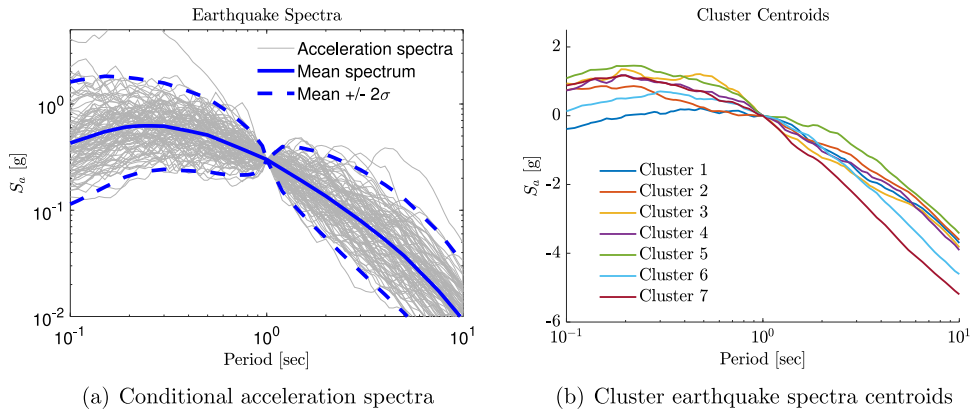 Earthquake Spectra
Acceleration spectra
Mean spectrum
Mean +/- 2σ
10^0
10^-1
10^-2
S_a [g]
10^-1
10^0
10^1
Period [sec]
(a) Conditional acceleration spectra
Cluster Centroids
2
0
-2
-4
-6
S_a [g]
Cluster 1
Cluster 2
Cluster 3
Cluster 4
Cluster 5
Cluster 6
Cluster 7
10^-1
10^0
10^1
Period [sec]
(b) Cluster earthquake spectra centroids